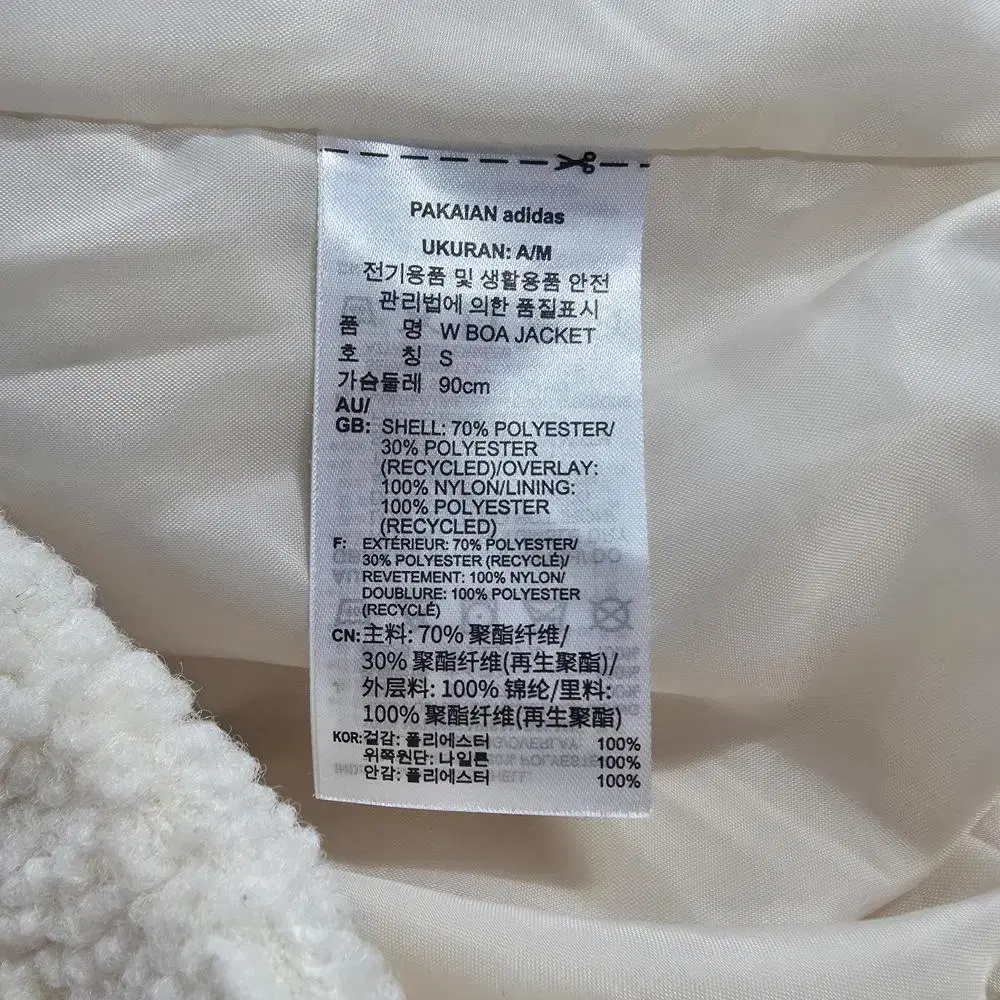 PAKAIAN adidas
UKURAN: A/M
전기용품 및 생활용품 안전
관리법에 의한 품질표시
품 명 W BOA JACKET
호 칭 S
가슴둘레 90cm
AU/
GB: SHELL: 70% POLYESTER/
30% POLYESTER
(RECYCLED)/OVERLAY:
100% NYLON/LINING:
100% POLYESTER
(RECYCLED)
F: EXTÉRIEUR: 70% POLYESTER/
30% POLYESTER (RECYCLÉ)/
REVETEMENT: 100% NYLON/
DOUBLURE: 100% POLYESTER
(RECYCLÉ)
CN: 主料: 70% 聚酯纤维/
30% 聚酯纤维(再生聚酯)/
外层料: 100% 锦纶/里料:
100% 聚酯纤维(再生聚酯)
KOR: 겉감: 폴리에스터 100%
위쪽원단: 나일론 100%
안감: 폴리에스터 100%